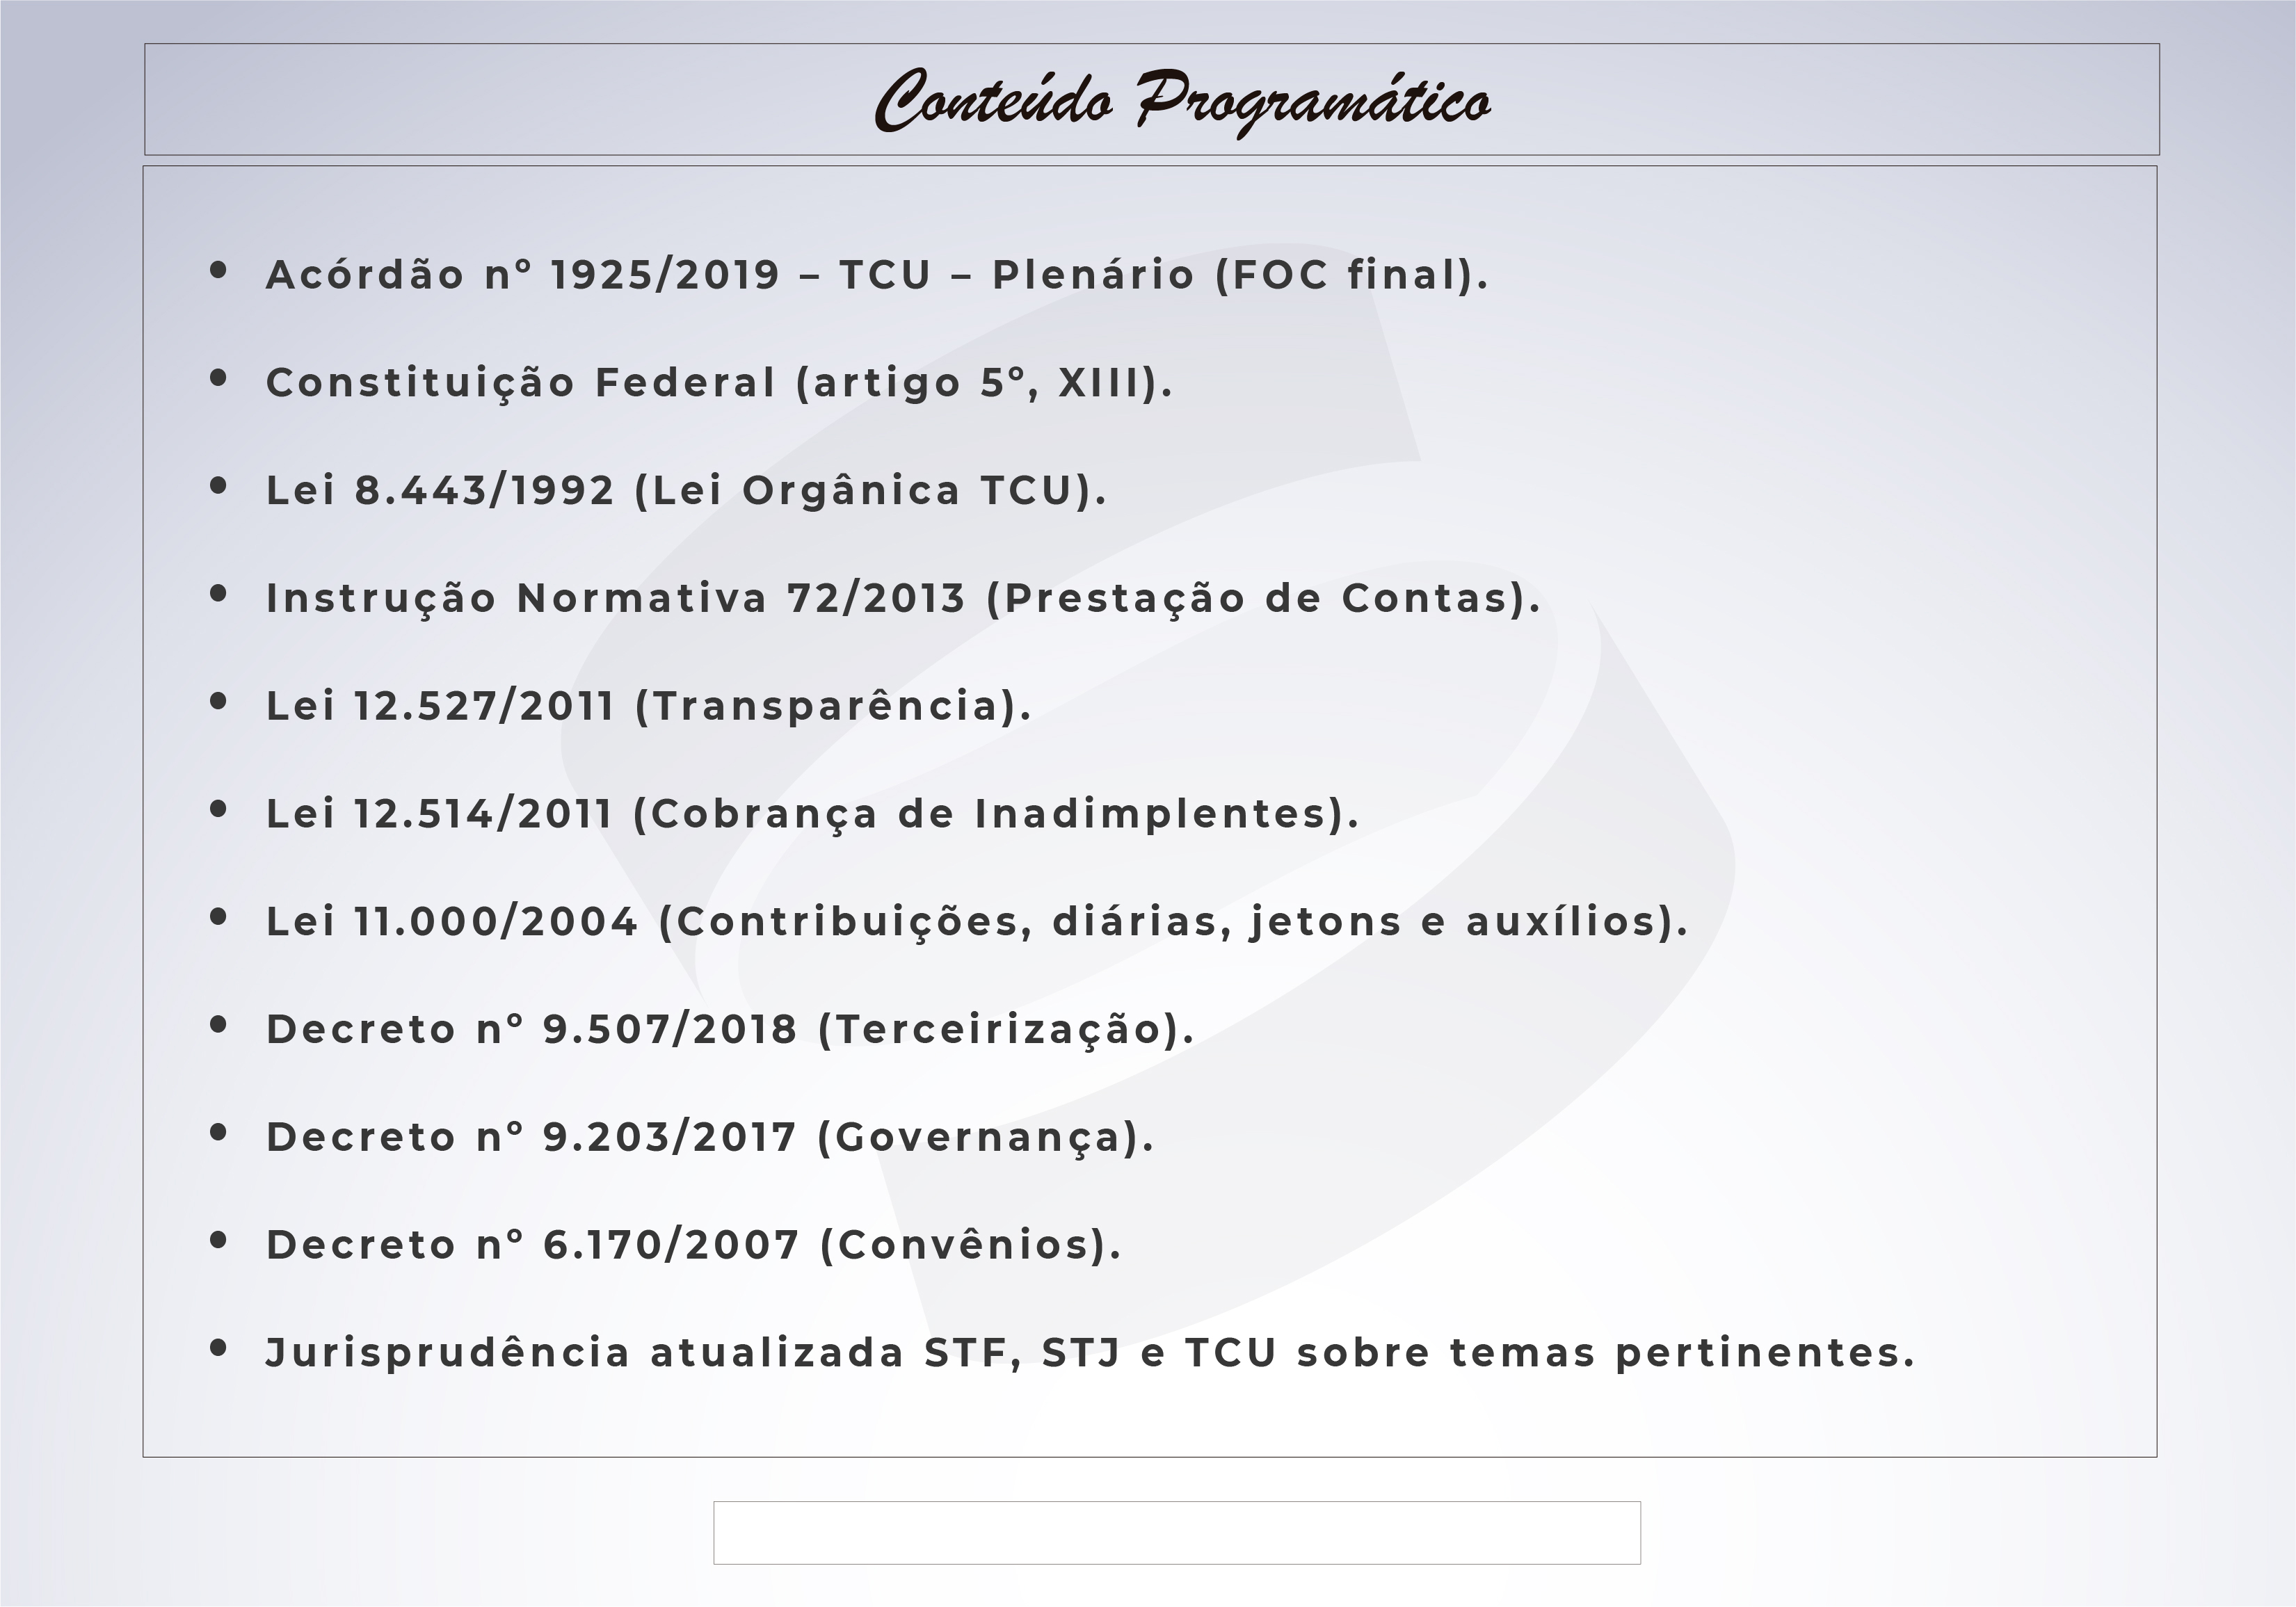 Conteúdo Programático
• Acórdão nº 1925/2019 – TCU – Plenário (FOC final).
• Constituição Federal (artigo 5º, XIII).
• Lei 8.443/1992 (Lei Orgânica TCU).
• Instrução Normativa 72/2013 (Prestação de Contas).
• Lei 12.527/2011 (Transparência).
• Lei 12.514/2011 (Cobrança de Inadimplentes).
• Lei 11.000/2004 (Contribuições, diárias, jetons e auxílios).
• Decreto nº 9.507/2018 (Terceirização).
• Decreto nº 9.203/2017 (Governança).
• Decreto nº 6.170/2007 (Convênios).
• Jurisprudência atualizada STF, STJ e TCU sobre temas pertinentes.